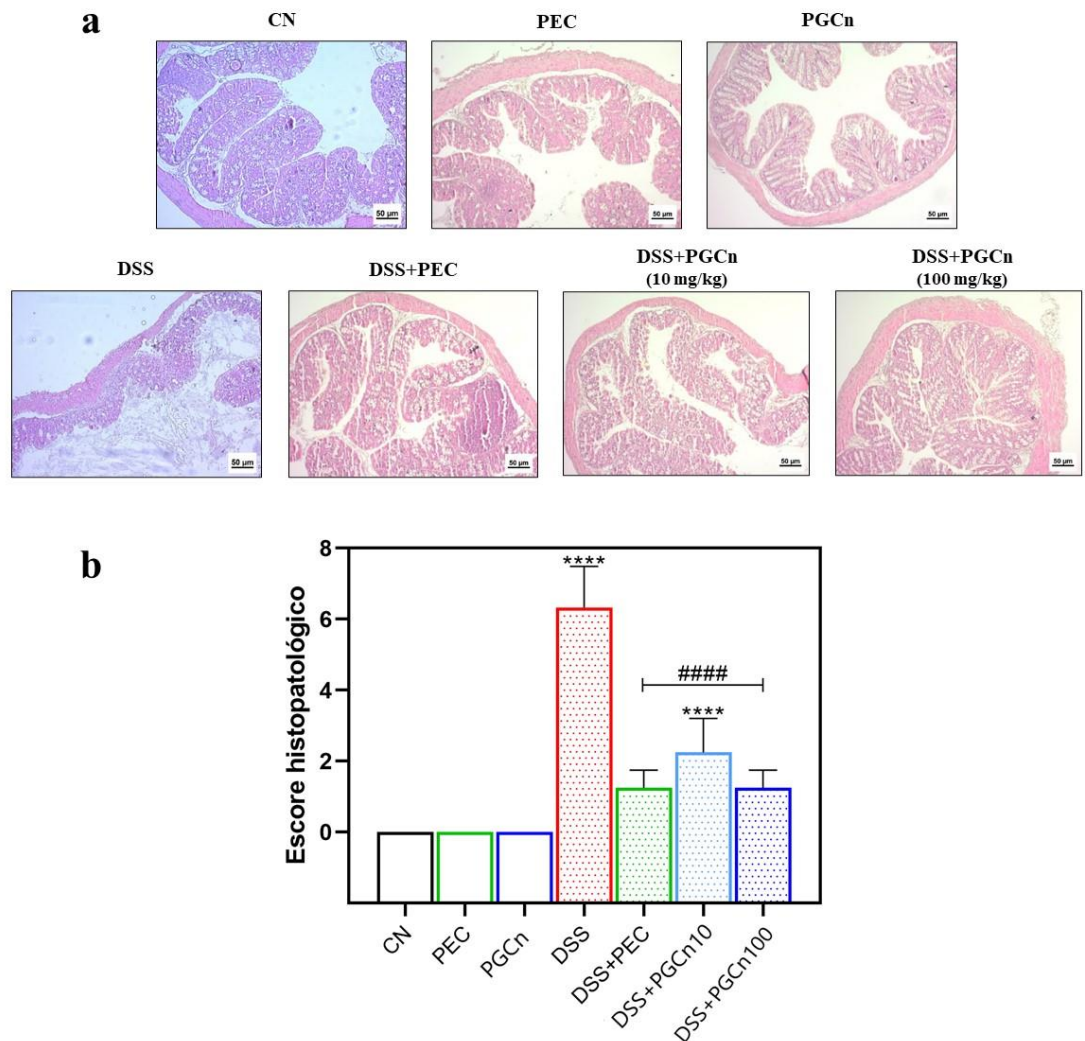 a
CN
PEC
PGCn
50 µm
50 µm
50 µm
DSS
DSS+PEC
DSS+PGCn
(10 mg/kg)
DSS+PGCn
(100 mg/kg)
50 µm
50 µm
50 µm
50 µm
b
Escore histopatológico
8
6
4
2
0
****
####
****
CN
PEC
PGCn
DSS
DSS+PEC
DSS+PGCn10
DSS+PGCn100